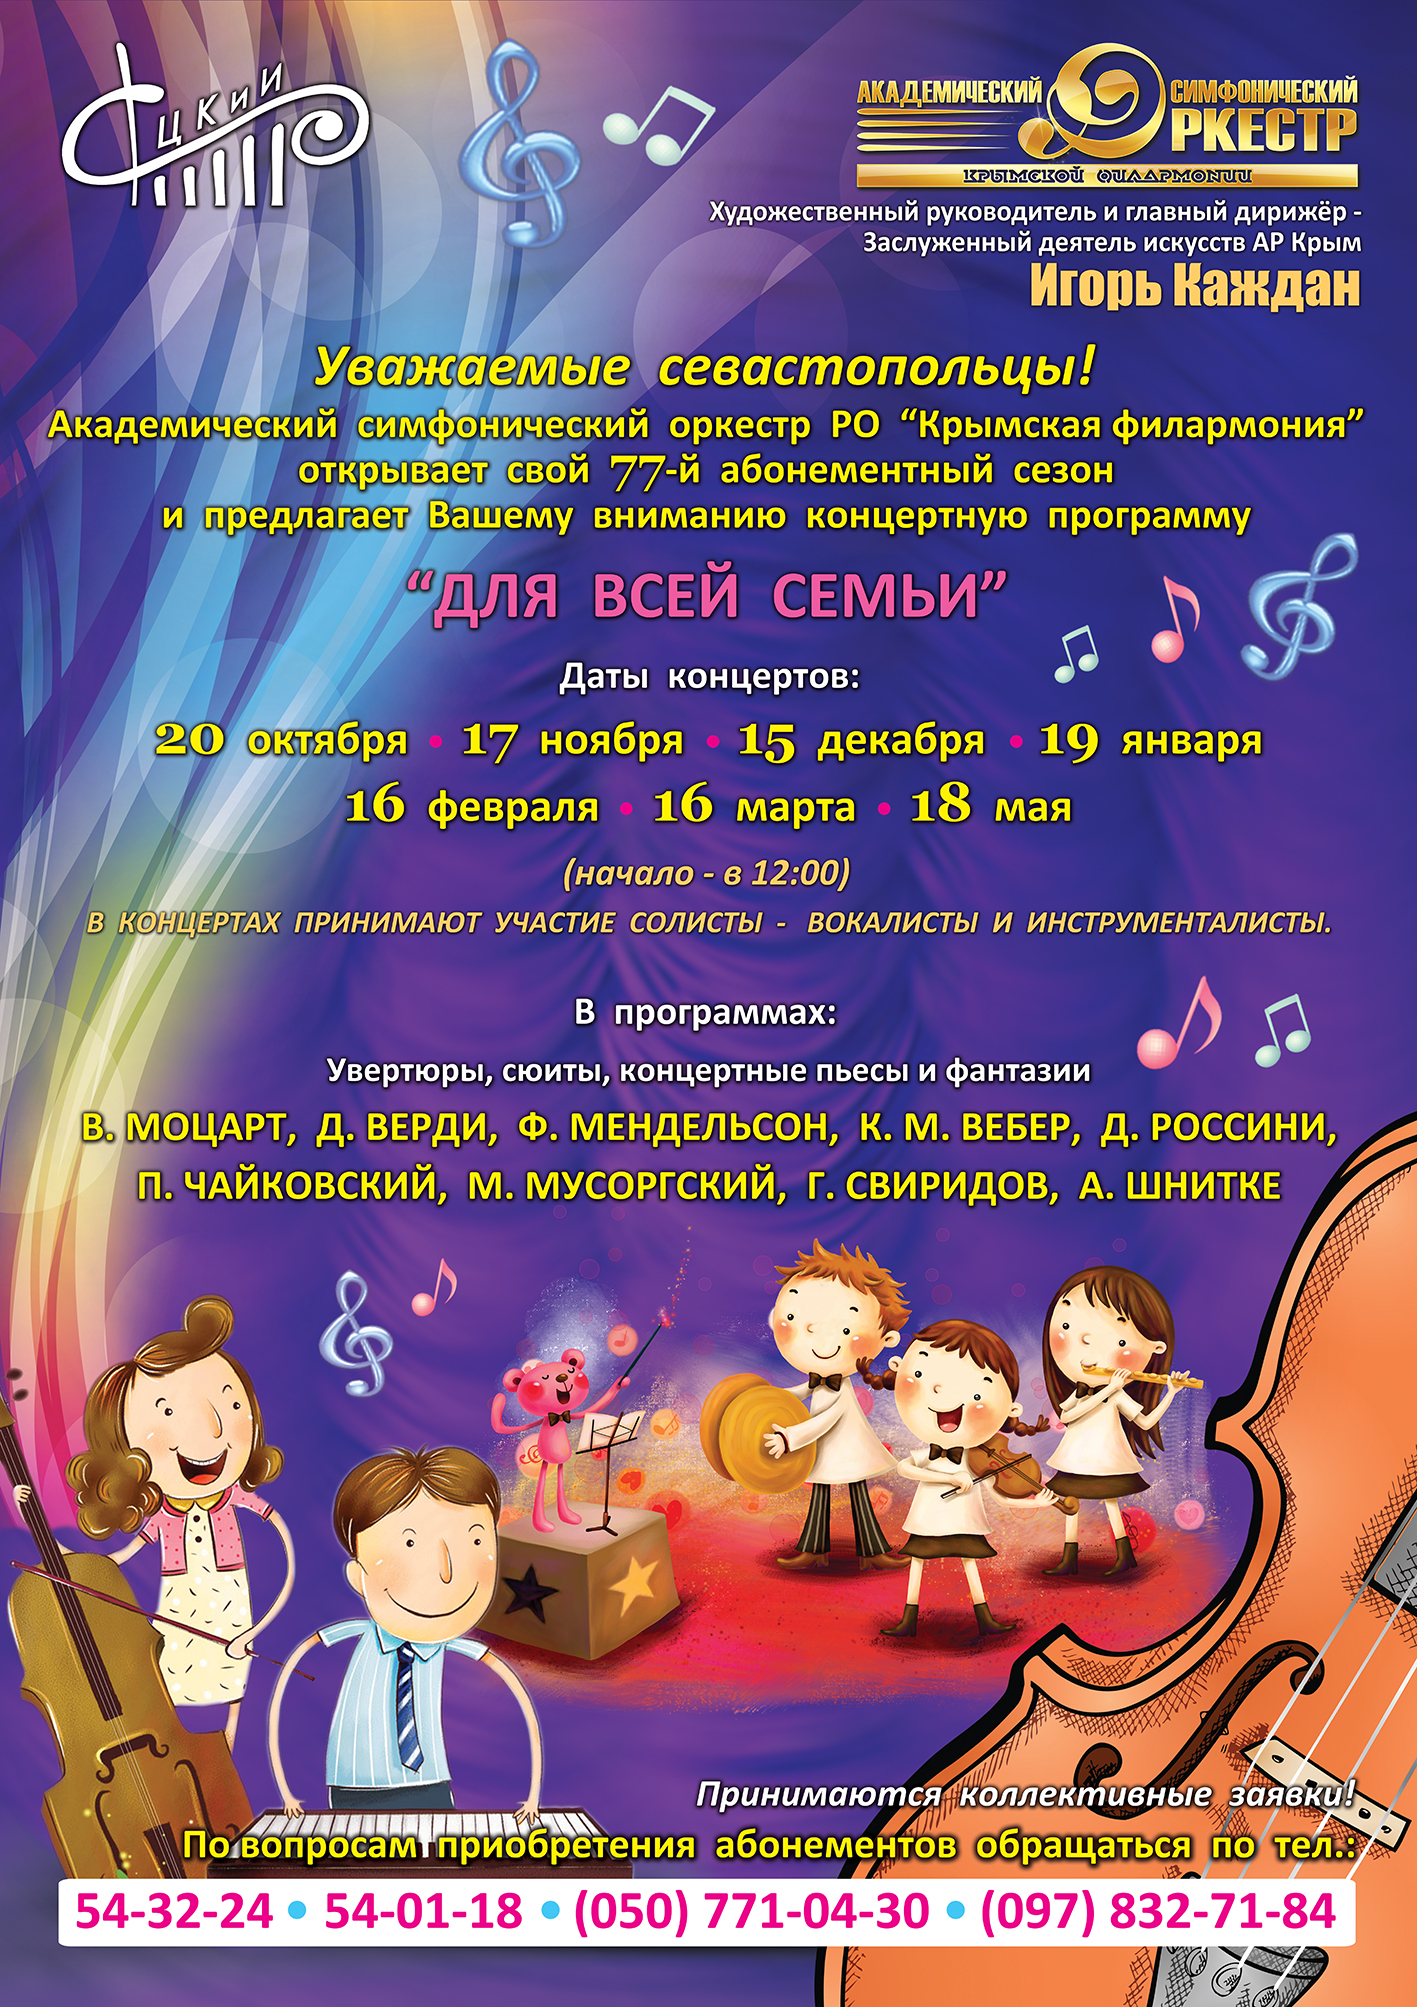 цкий
АКАДЕМИЧЕСКИЙ СИМФОНИЧЕСКИЙ
ОРКЕСТР
КРЫМСКОЙ ФИЛАРМОНИИ
Художественный руководитель и главный дирижёр -
Заслуженный деятель искусств АР Крым
Игорь Каждан
Уважаемые севастопольцы!
Академический симфонический оркестр РО “Крымская филармония”
открывает свой 77-й абонементный сезон
и предлагает Вашему вниманию концертную программу
“ДЛЯ ВСЕЙ СЕМЬИ”
Даты концертов:
20 октября • 17 ноября • 15 декабря • 19 января
16 февраля • 16 марта • 18 мая
(начало - в 12:00)
В КОНЦЕРТАХ ПРИНИМАЮТ УЧАСТИЕ СОЛИСТЫ - ВОКАЛИСТЫ И ИНСТРУМЕНТАЛИСТЫ.
В программах:
Увертюры, сюиты, концертные пьесы и фантазии
В. МОЦАРТ, Д. ВЕРДИ, Ф. МЕНДЕЛЬСОН, К. М. ВЕБЕР, Д. РОССИНИ,
П. ЧАЙКОВСКИЙ, М. МУСОРГСКИЙ, Г. СВИРИДОВ, А. ШНИТКЕ
Принимаются коллективные заявки!
По вопросам приобретения абонементов обращаться по тел.:
54-32-24 • 54-01-18 • (050) 771-04-30 • (097) 832-71-84